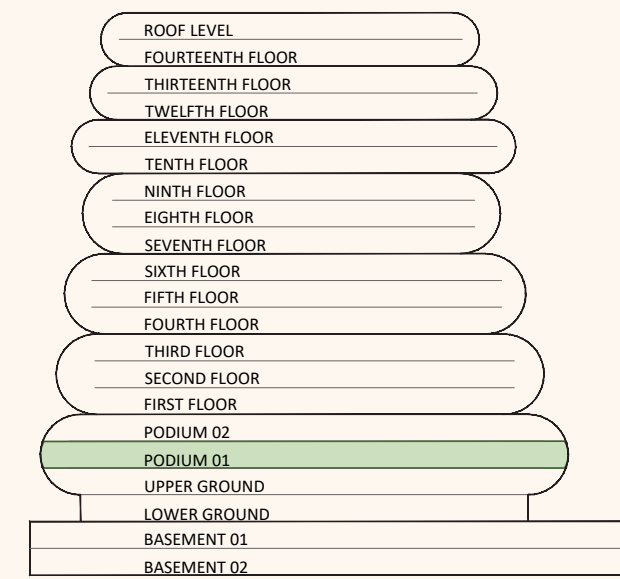 ROOF LEVEL
FOURTEENTH FLOOR
THIRTEENTH FLOOR
TWELFTH FLOOR
ELEVENTH FLOOR
TENTH FLOOR
NINTH FLOOR
EIGHTH FLOOR
SEVENTH FLOOR
SIXTH FLOOR
FIFTH FLOOR
FOURTH FLOOR
THIRD FLOOR
SECOND FLOOR
FIRST FLOOR
PODIUM 02
PODIUM 01
UPPER GROUND
LOWER GROUND
BASEMENT 01
BASEMENT 02